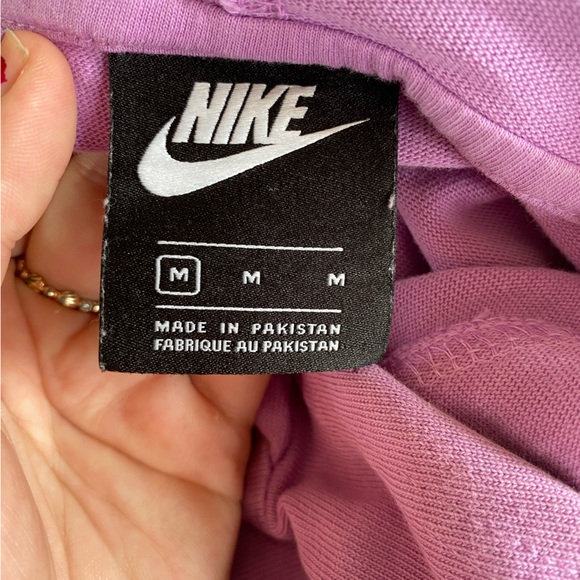 NIKE
M M M
MADE IN PAKISTAN
FABRIQUE AU PAKISTAN